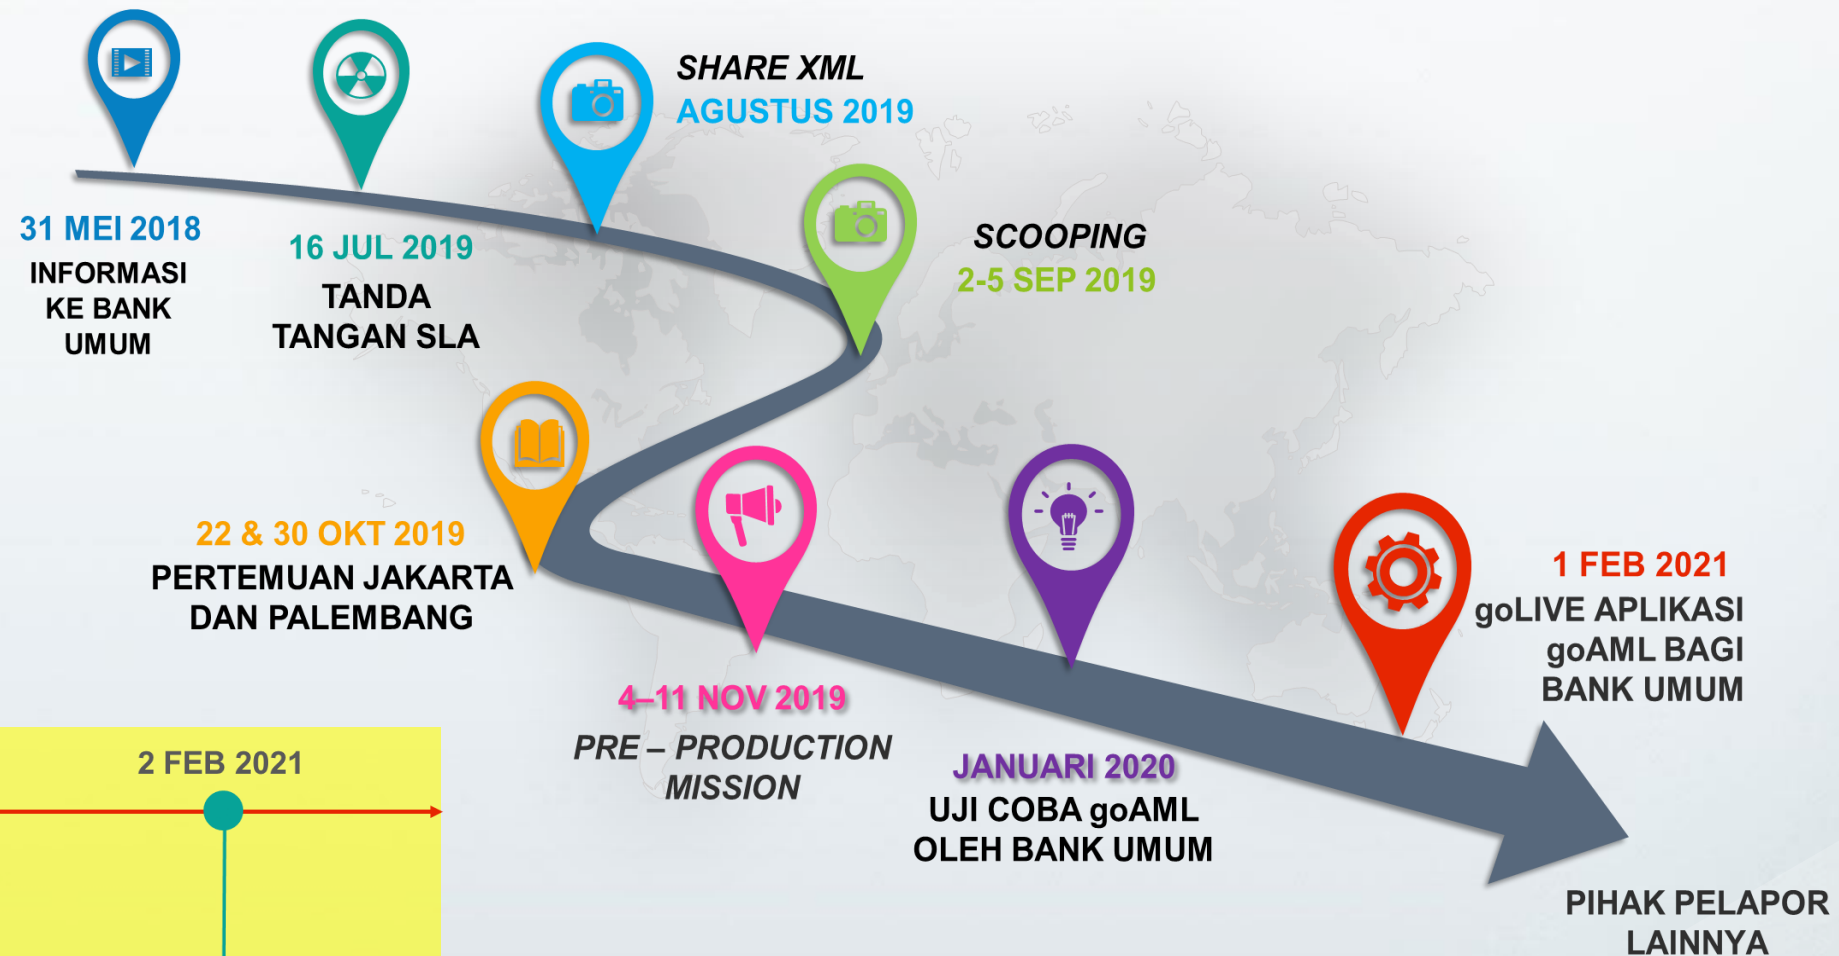 31 MEI 2018
INFORMASI
KE BANK
UMUM
16 JUL 2019
TANDA
TANGAN SLA
SHARE XML
AGUSTUS 2019
SCOOPING
2-5 SEP 2019
22 & 30 OKT 2019
PERTEMUAN JAKARTA
DAN PALEMBANG
4–11 NOV 2019
PRE – PRODUCTION
MISSION
JANUARI 2020
UJI COBA goAML
OLEH BANK UMUM
1 FEB 2021
goLIVE APLIKASI
goAML BAGI
BANK UMUM
PIHAK PELAPOR
LAINNYA
2 FEB 2021